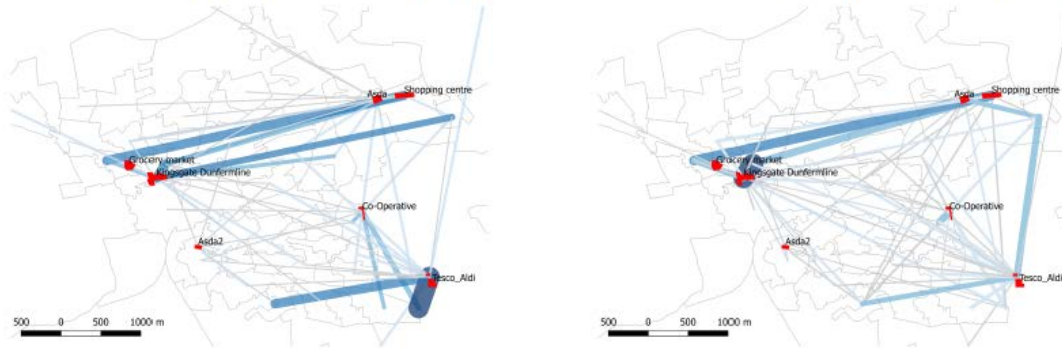 Asda
Shopping centre
Grocery market
Kingsgate Dunfermline
Co-Operative
Asda2
Tesco_Aldi
500 0 500 1000 m
Asda
Shopping centre
Grocery market
Kingsgate Dunfermline
Co-Operative
Asda2
Tesco_Aldi
500 0 500 1000 m